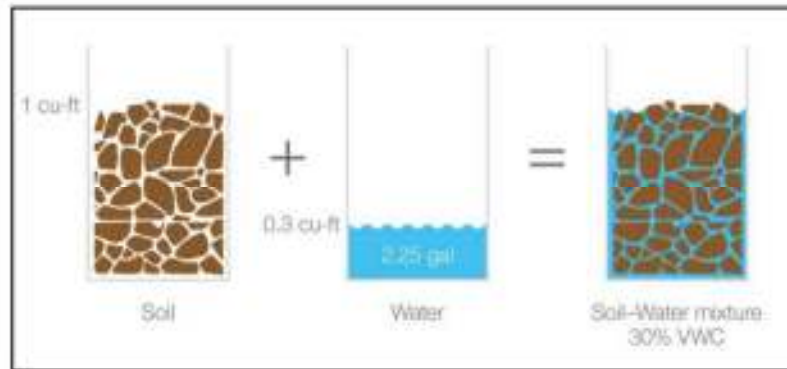 1 cu-ft
0.3 cu-ft
2.25 gal
Soil
Water
Soil–Water mixture
30% VWC